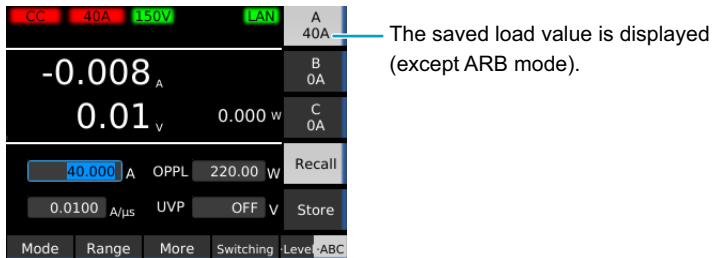 CC 40A 150V LAN A
40A
The saved load value is displayed
(except ARB mode).
-0.008 A
B
0A
0.01 V 0.000 W
C
0A
40.000 A OPPL 220.00 W Recall
0.0100 A/μs UVP OFF V Store
Mode Range More Switching ·Level ·ABC